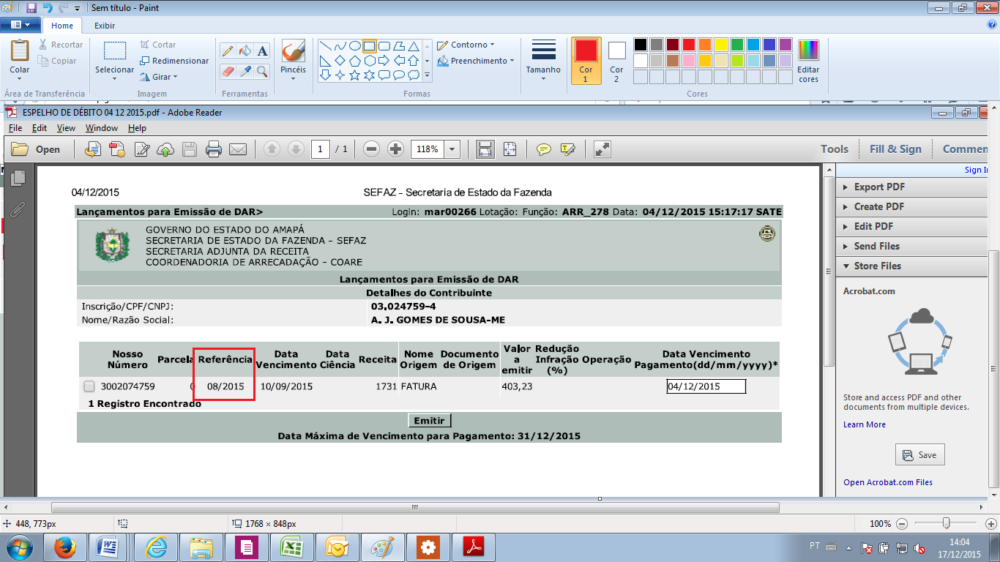 Sem título - Paint
Home Exibir
Colar
Recortar
Copiar
Área de Transferência
Selecionar
Cortar
Redimensionar
Girar
Imagem
A
Ferramentas
Pincéis
Contorno
Preenchimento
Formas
Tamanho
Cor 1
Cor 2
Editar cores
Cores
ESPELHO DE DÉBITO 04 12 2015.pdf - Adobe Reader
File Edit View Window Help
Open 1 / 1 118% Tools Fill & Sign Commen
Sign In
04/12/2015 SEFAZ - Secretaria de Estado da Fazenda
Lançamentos para Emissão de DAR> Login: mar00266 Lotação: Função: ARR_278 Data: 04/12/2015 15:17:17 SATE
GOVERNO DO ESTADO DO AMAPÁ
SECRETARIA DE ESTADO DA FAZENDA - SEFAZ
SECRETARIA ADJUNTA DA RECEITA
COORDENADORIA DE ARRECADAÇÃO - COARE
Lançamentos para Emissão de DAR
Detalhes do Contribuinte
Inscrição/CPF/CNPJ: 03.024759-4
Nome/Razão Social: A. J. GOMES DE SOUSA-ME
Nosso Número Parcela Referência Data Vencimento Data Ciência Receita Nome Origem Documento de Origem Valor a emitir Redução Infração (%) Operação Data Vencimento Pagamento(dd/mm/yyyy)*
3002074759 0 08/2015 10/09/2015 1731 FATURA 403,23 04/12/2015
1 Registro Encontrado
Emitir
Data Máxima de Vencimento para Pagamento: 31/12/2015
Export PDF
Create PDF
Edit PDF
Send Files
Store Files
Acrobat.com
Store and access PDF and other
documents from multiple devices.
Learn More
Save
Open Acrobat.com Files
448, 773px 1768 × 848px 100%
PT 14:04
17/12/2015